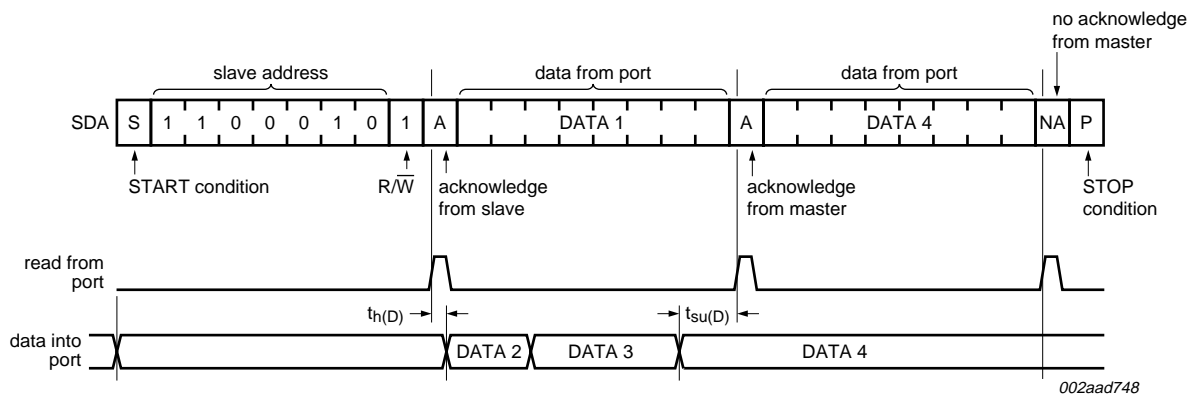 no acknowledge
from master
slave address
data from port
data from port
SDA S 1 1 0 0 0 1 0 1 A DATA 1 A DATA 4 NA P
START condition
R/W̅
acknowledge
from slave
acknowledge
from master
STOP
condition
read from
port
th(D)
tsu(D)
data into
port
DATA 2 DATA 3 DATA 4
002aad748